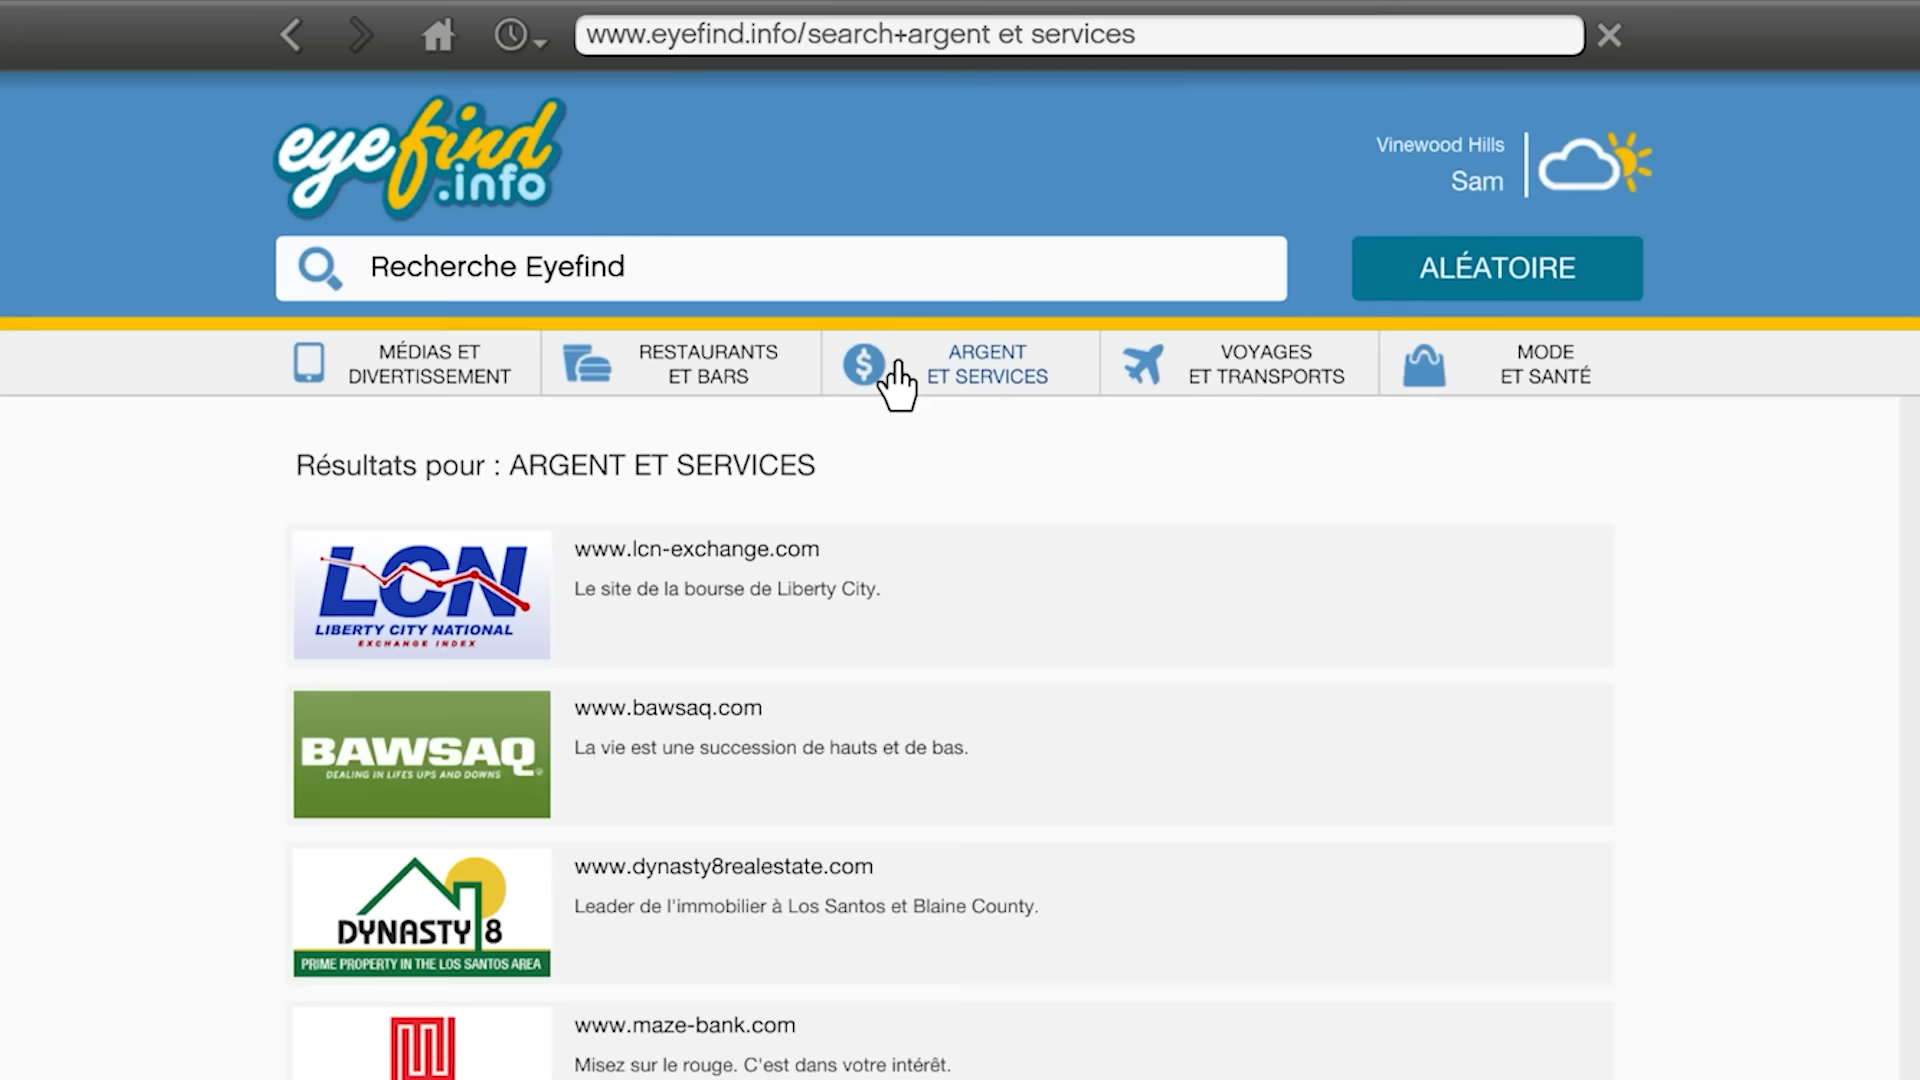 www.eyefind.info/search+argent et services
eyefind
.info
Vinewood Hills
Sam
Recherche Eyefind
ALÉATOIRE
MÉDIAS ET
DIVERTISSEMENT
RESTAURANTS
ET BARS
ARGENT
ET SERVICES
VOYAGES
ET TRANSPORTS
MODE
ET SANTÉ
Résultats pour : ARGENT ET SERVICES
LCN
LIBERTY CITY NATIONAL
EXCHANGE INDEX
www.lcn-exchange.com
Le site de la bourse de Liberty City.
BAWSAQ
DEALING IN LIFES UPS AND DOWNS
www.bawsaq.com
La vie est une succession de hauts et de bas.
DYNASTY 8
PRIME PROPERTY IN THE LOS SANTOS AREA
www.dynasty8realestate.com
Leader de l'immobilier à Los Santos et Blaine County.
www.maze-bank.com
Misez sur le rouge. C'est dans votre intérêt.